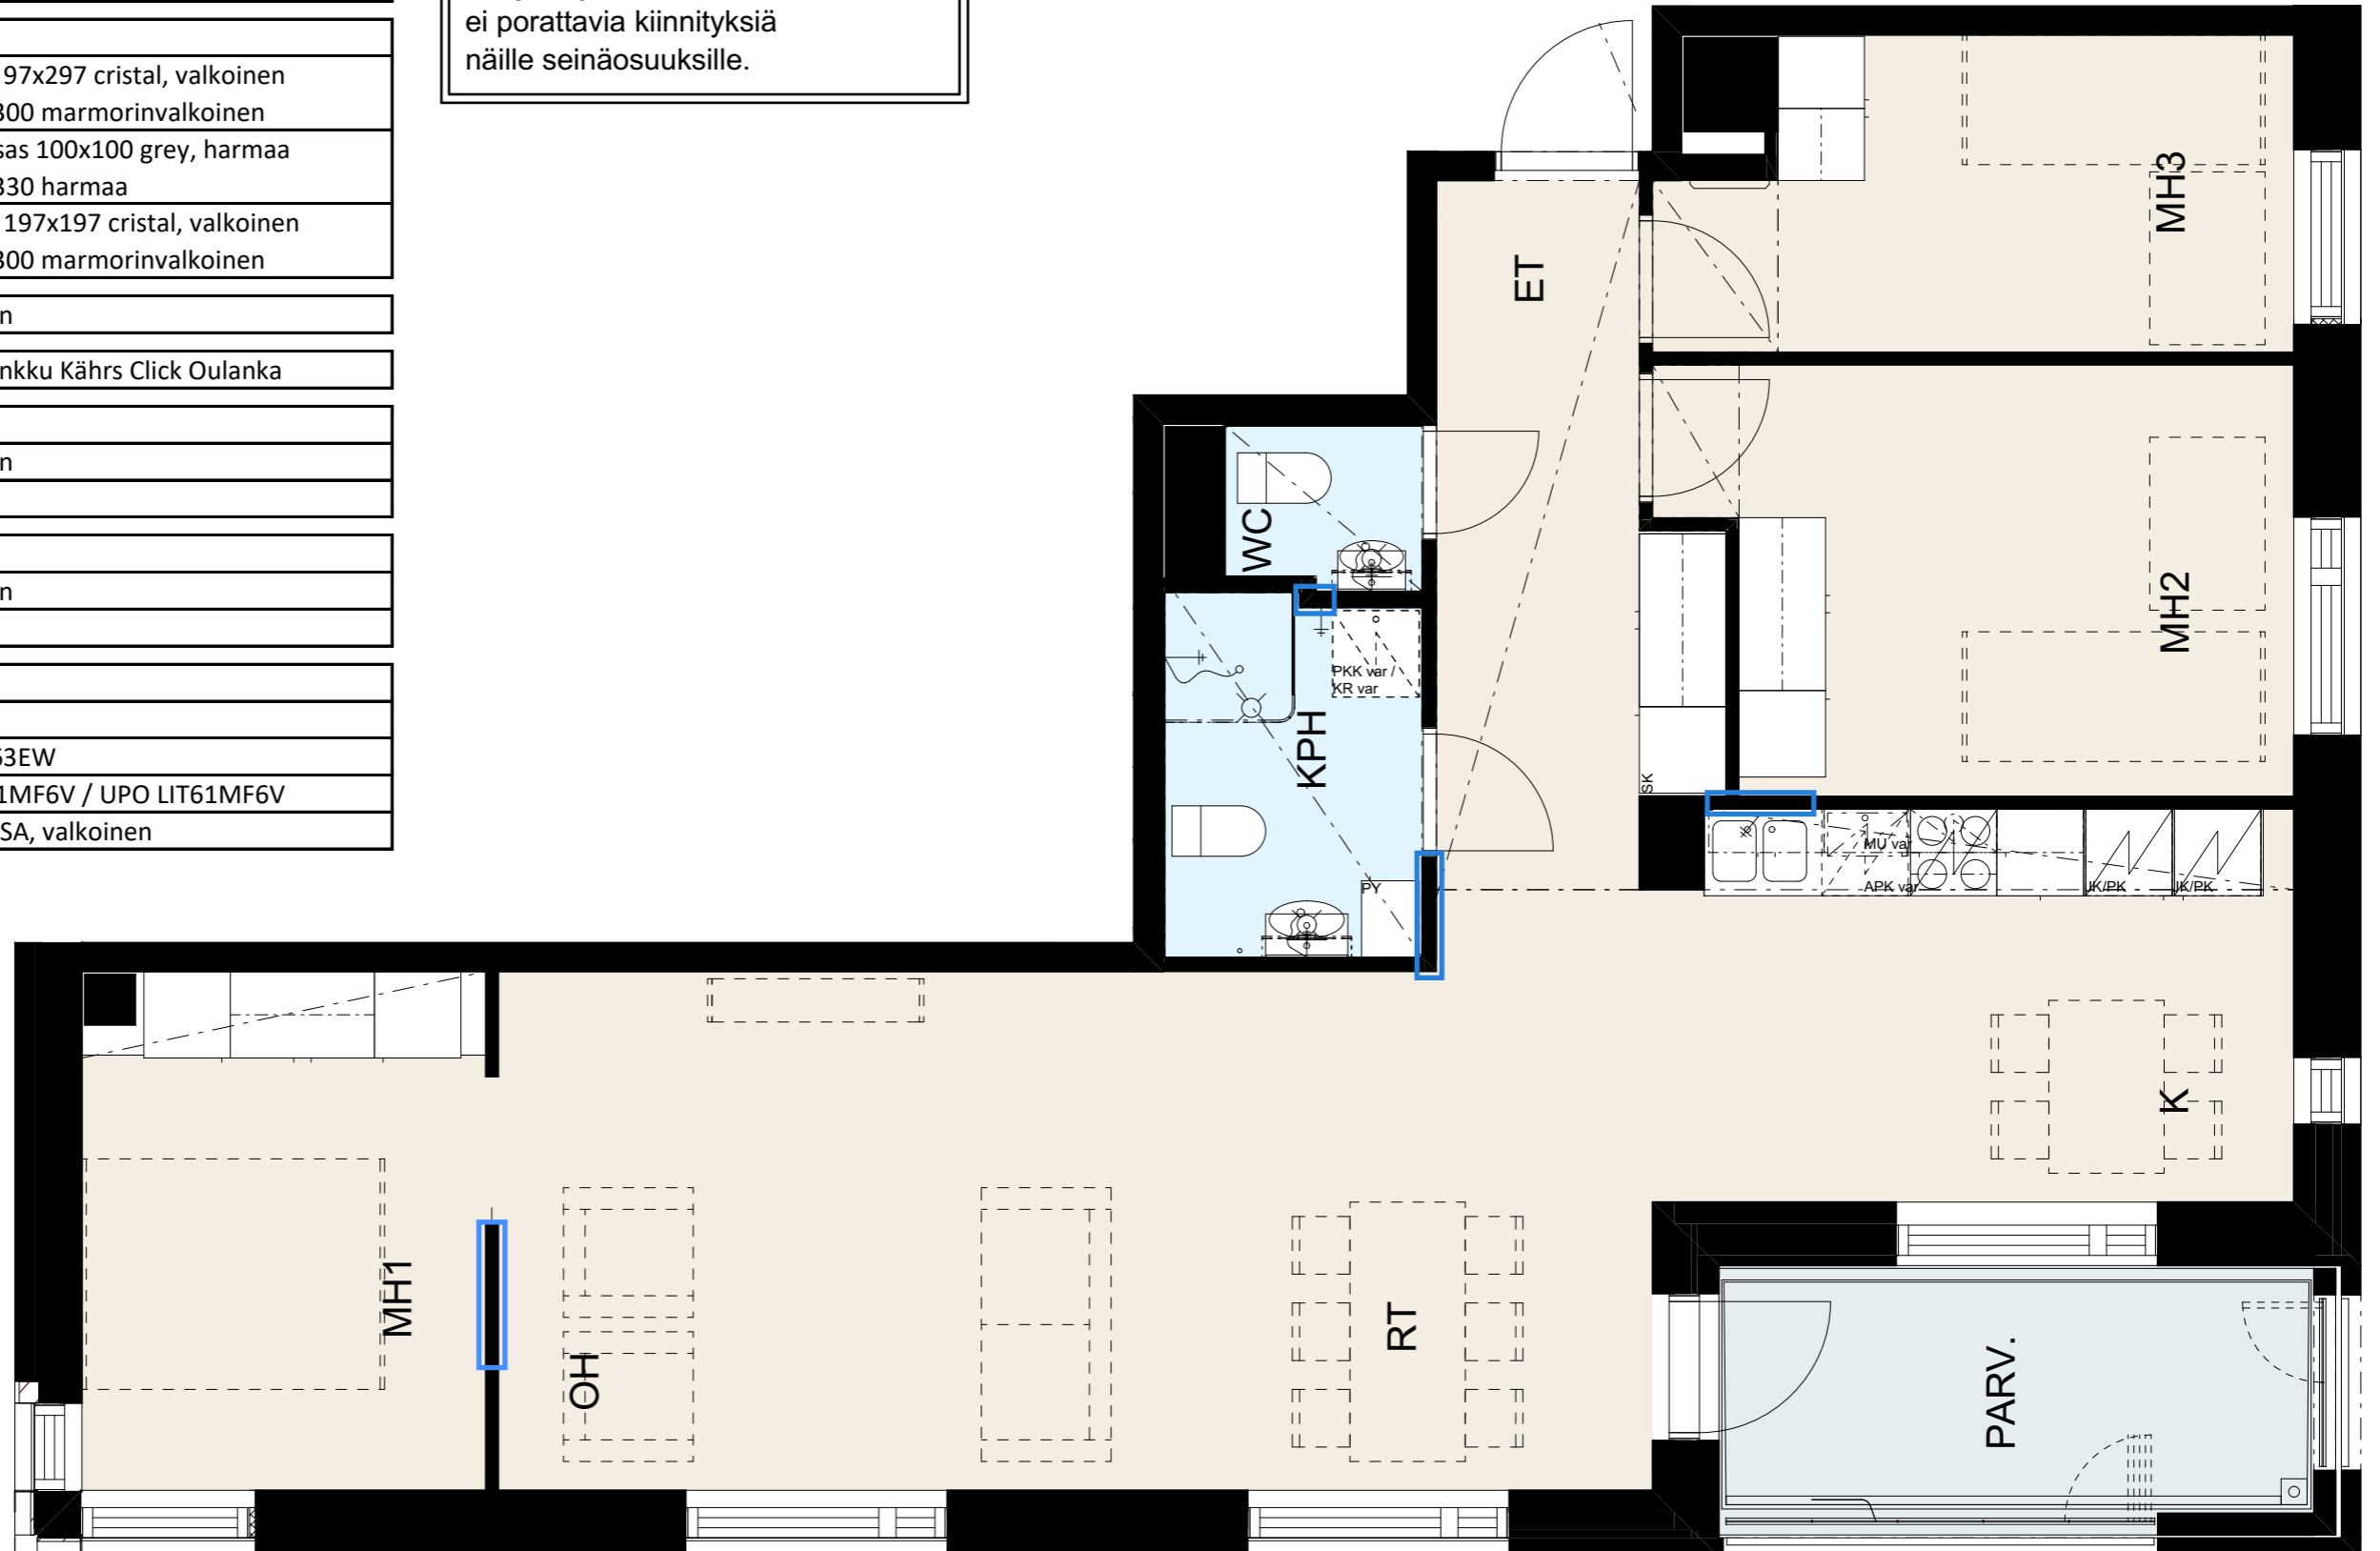 97x297 cristal, valkoinen
300 marmorinvalkoinen
sas 100x100 grey, harmaa
330 harmaa
197x197 cristal, valkoinen
300 marmorinvalkoinen
n
nkku Kährs Click Oulanka
n
n
63EW
1MF6V / UPO LIT61MF6V
SA, valkoinen
ei porattavia kiinnityksiä
näille seinäosuuksille.
MH3
ET
WC
MH2
PKK var /
KR var
KPH
SK
MU var
APK var
JK/PK
JK/PK
PY
K
MH1
OH
RT
PARV.